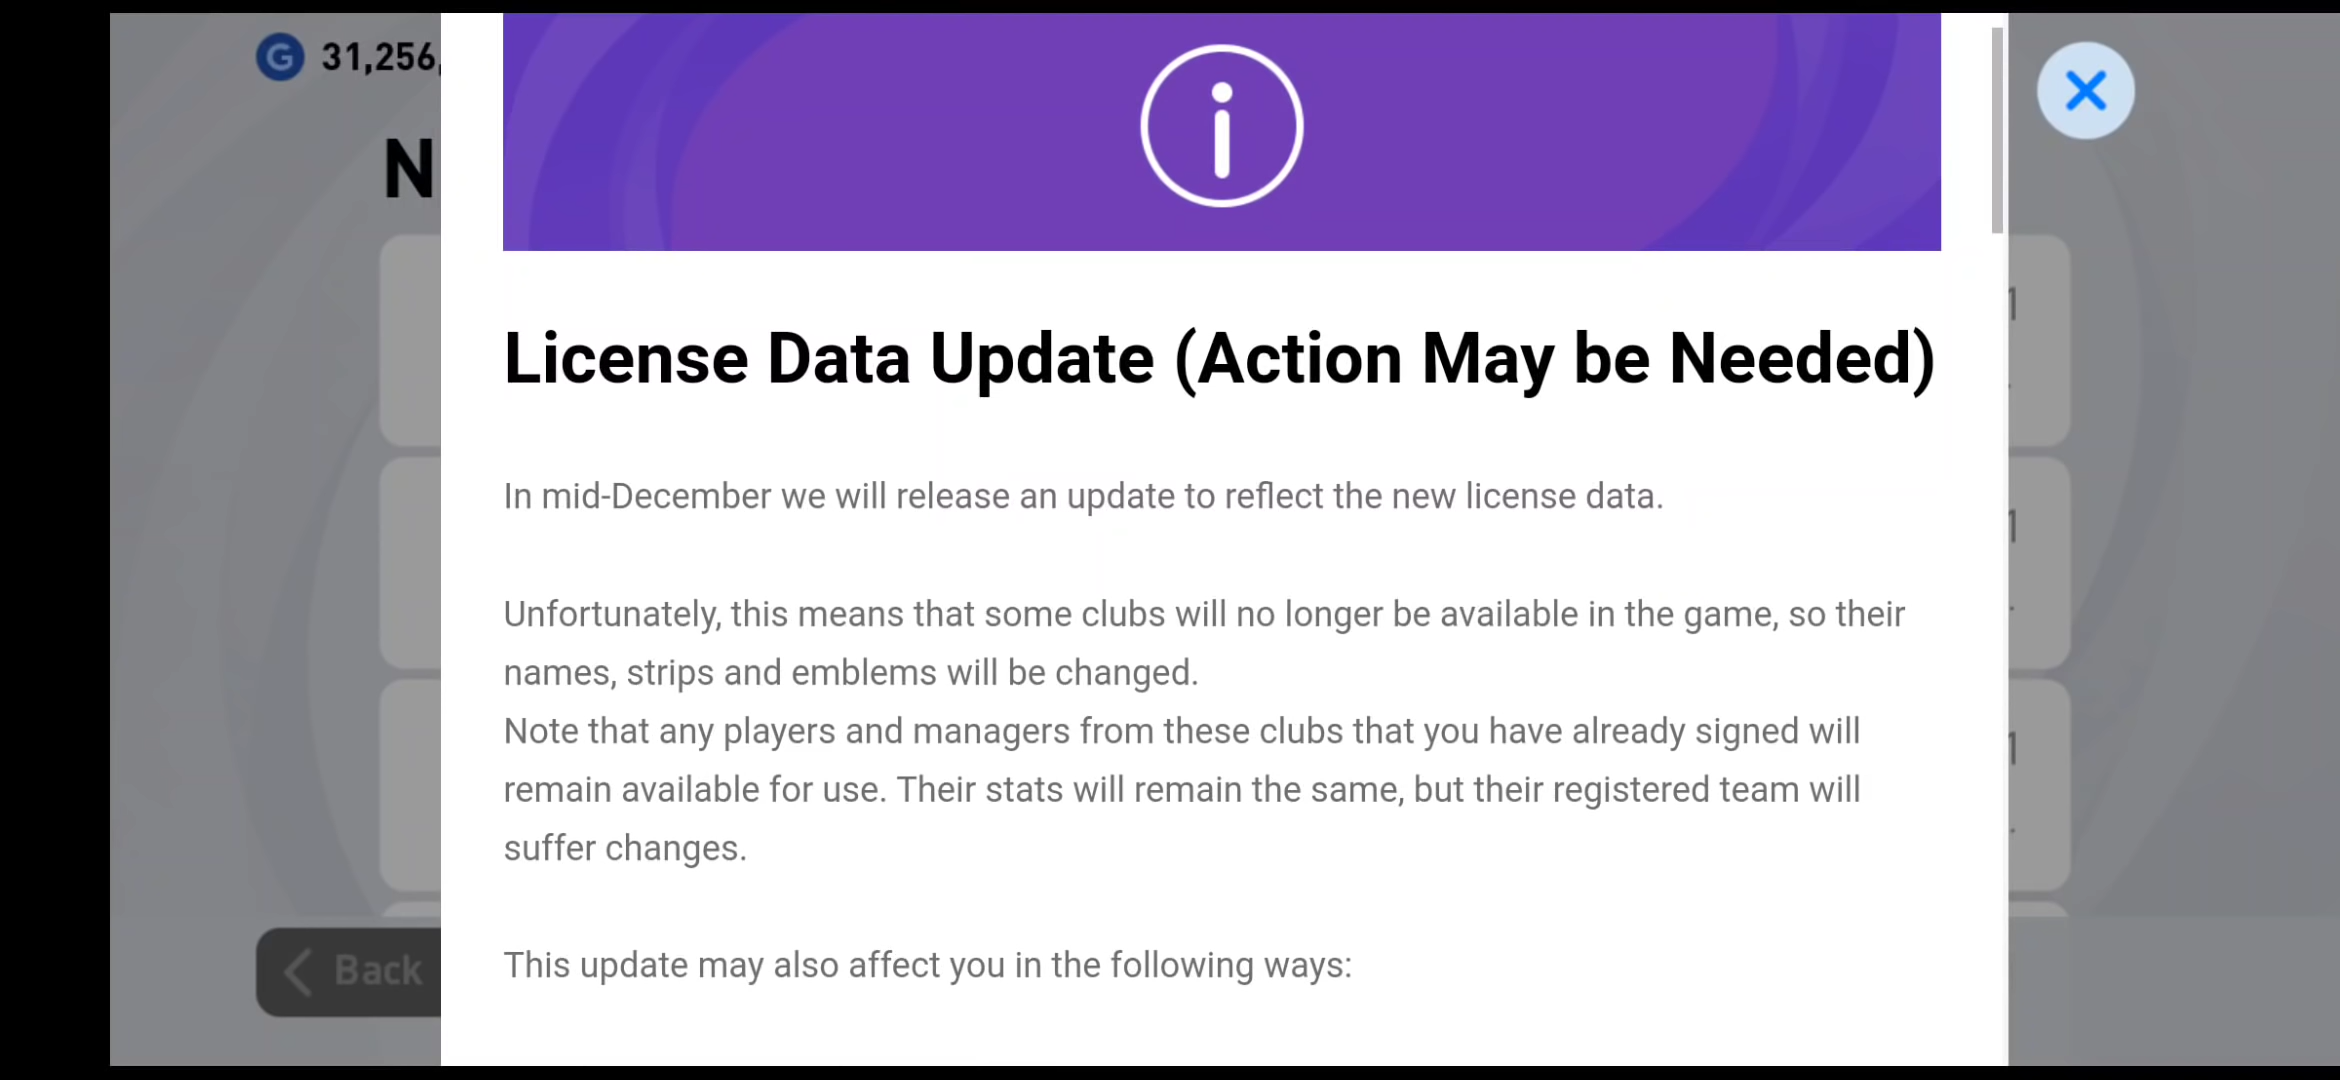 31,256,
N
License Data Update (Action May be Needed)
In mid-December we will release an update to reflect the new license data.
Unfortunately, this means that some clubs will no longer be available in the game, so their
names, strips and emblems will be changed.
Note that any players and managers from these clubs that you have already signed will
remain available for use. Their stats will remain the same, but their registered team will
suffer changes.
This update may also affect you in the following ways:
Back